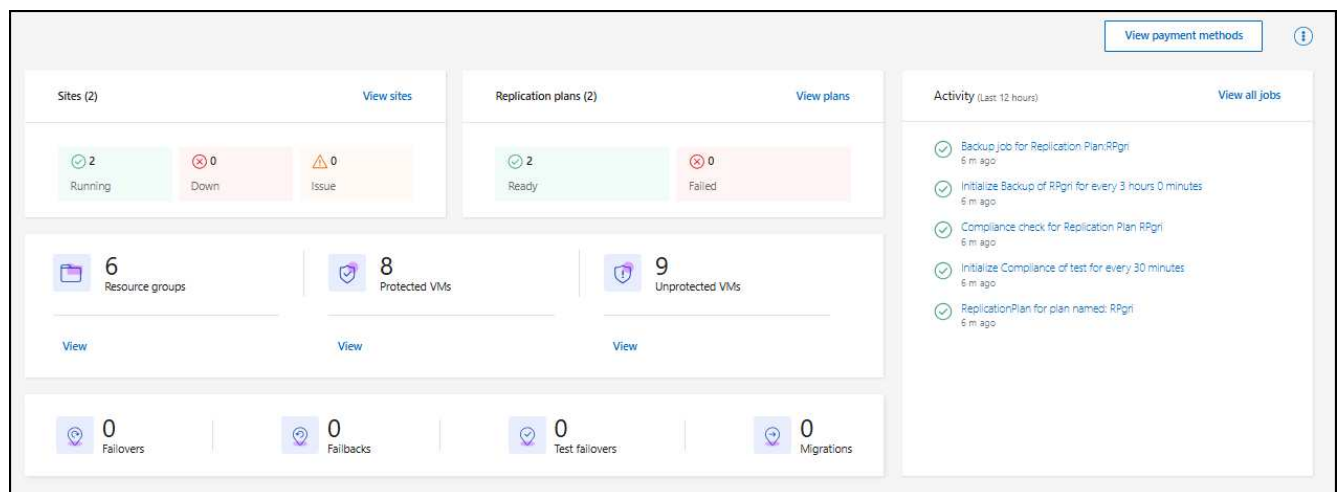 View payment methods
Sites (2)
View sites
2
Running
0
Down
0
Issue
Replication plans (2)
View plans
2
Ready
0
Failed
6
Resource groups
View
8
Protected VMs
View
9
Unprotected VMs
View
0
Failovers
0
Failbacks
0
Test failovers
0
Migrations
Activity (Last 12 hours)
View all jobs
Backup job for Replication Plan:RPgri
6 m ago
Initialize Backup of RPgri for every 3 hours 0 minutes
6 m ago
Compliance check for Replication Plan RPgri
6 m ago
Initialize Compliance of test for every 30 minutes
6 m ago
ReplicationPlan for plan named: RPgri
6 m ago